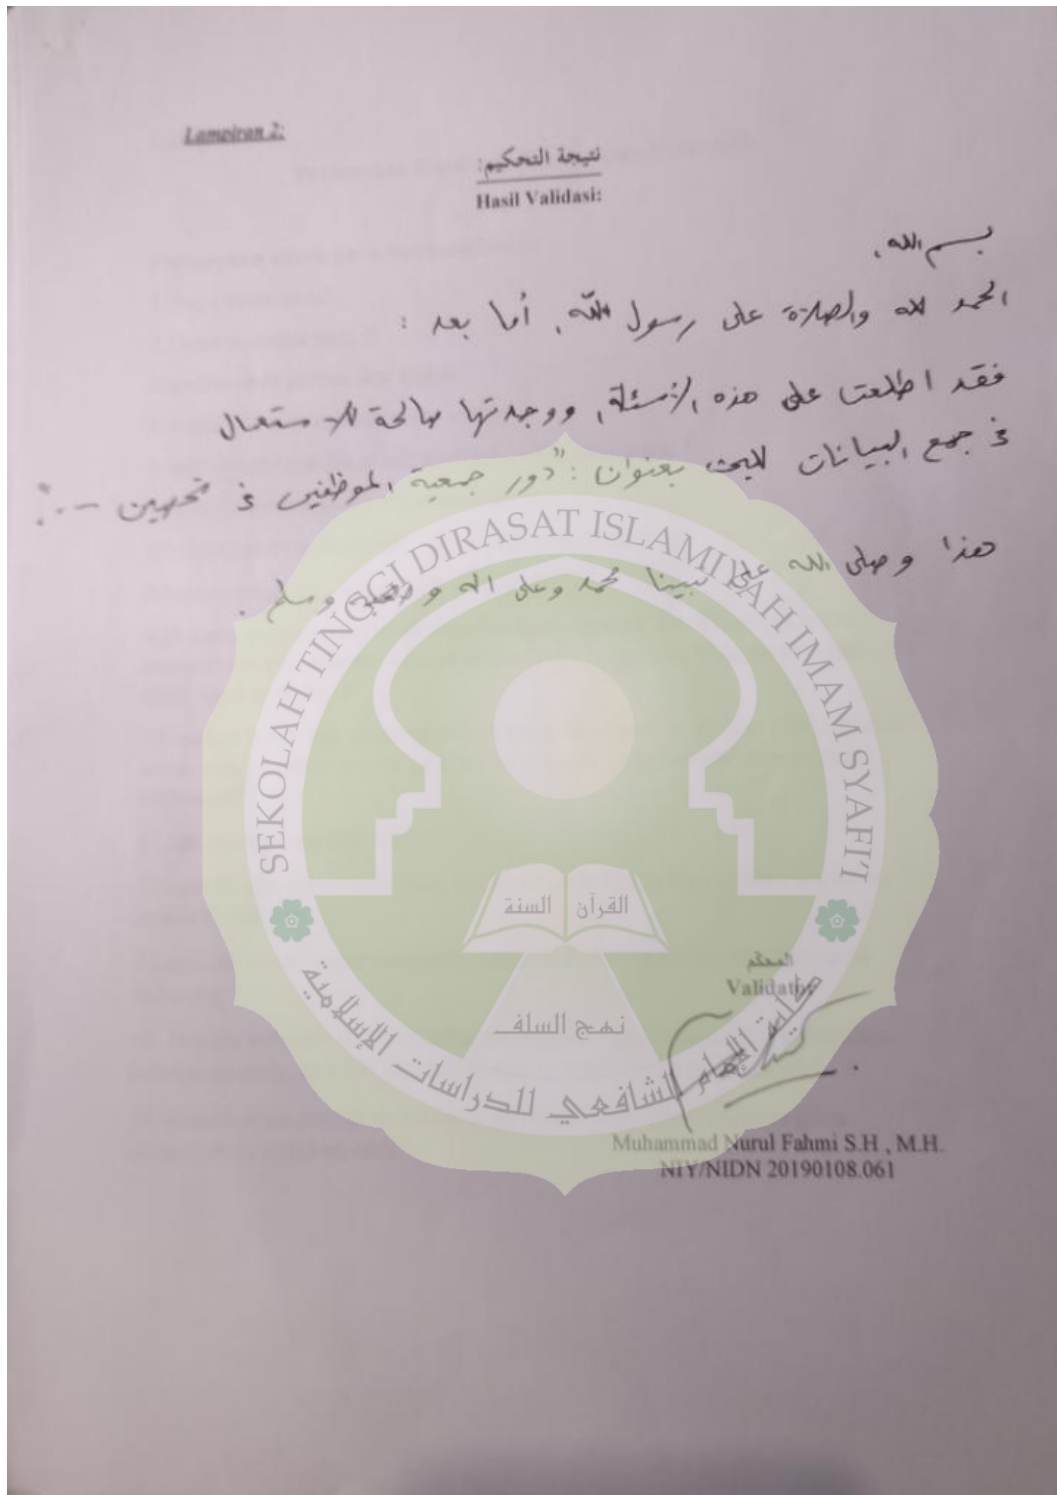 Lampiran 2:
نتيجة التحكيم:
Hasil Validasi:
بسم الله.
الحمد لله والصلاة على رسول الله، أما بعد :
فقد اطلعت على هذه الأسئلة، ووجدتها صالحة للاستعمال
في جمع البيانات للبحث بعنوان : "دور جمعية الموظفين في تحسين ...".
هذا وصلى الله على نبينا محمد وعلى اله و وسلم .
SEKOLAH TINGGI DIRASAT ISLAMIYAH IMAM SYAFI'I
القرآن السنة
نهج السلف
كلية الإمام الشافعي للدراسات الإسلامية
المحكم
Validator
Muhammad Nurul Fahmi S.H , M.H.
NIY/NIDN 20190108.061